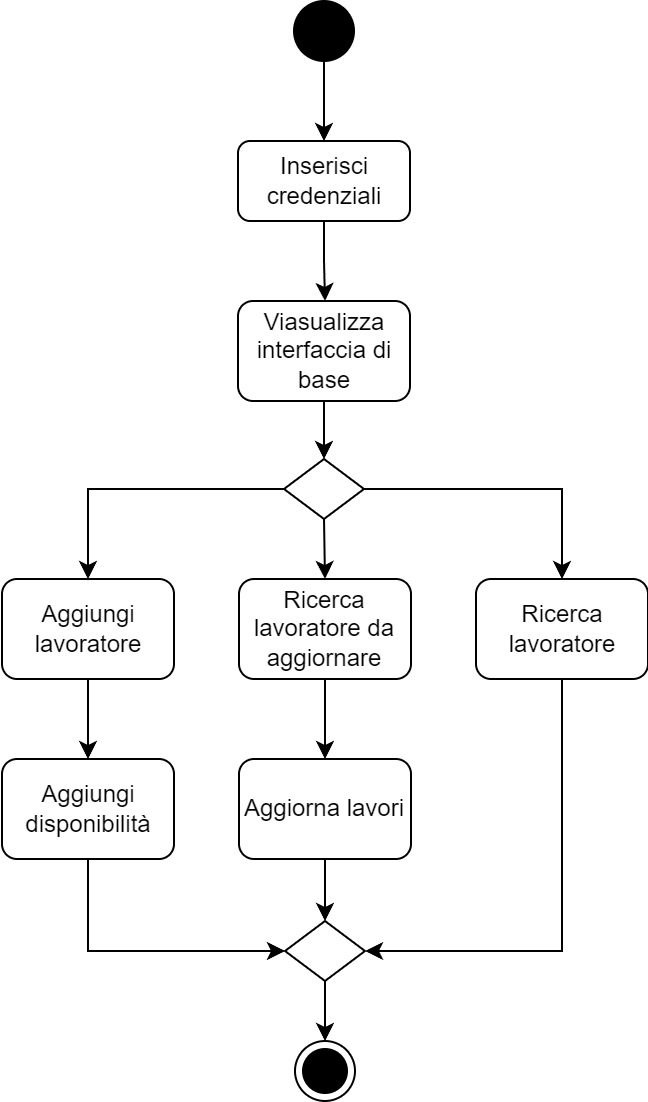 Inserisci
credenziali
Viasualizza
interfaccia di
base
Aggiungi
lavoratore
Ricerca
lavoratore da
aggiornare
Ricerca
lavoratore
Aggiungi
disponibilità
Aggiorna lavori